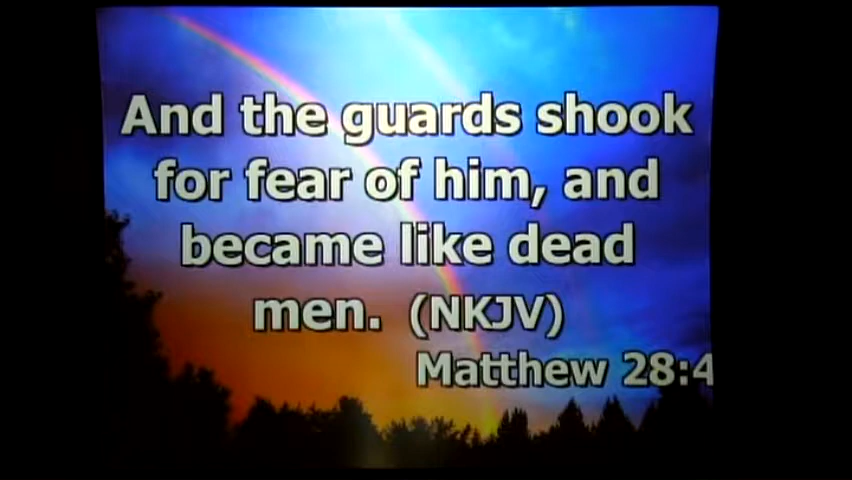 And the guards shook
for fear of him, and
became like dead
men. (NKJV)
Matthew 28:4